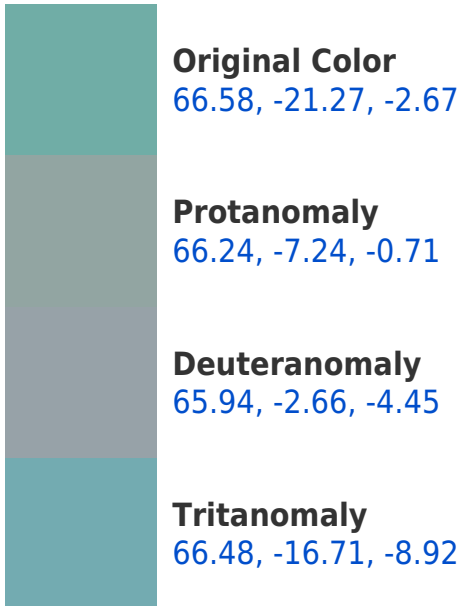 Original Color
66.58, -21.27, -2.67
Protanomaly
66.24, -7.24, -0.71
Deuteranomaly
65.94, -2.66, -4.45
Tritanomaly
66.48, -16.71, -8.92